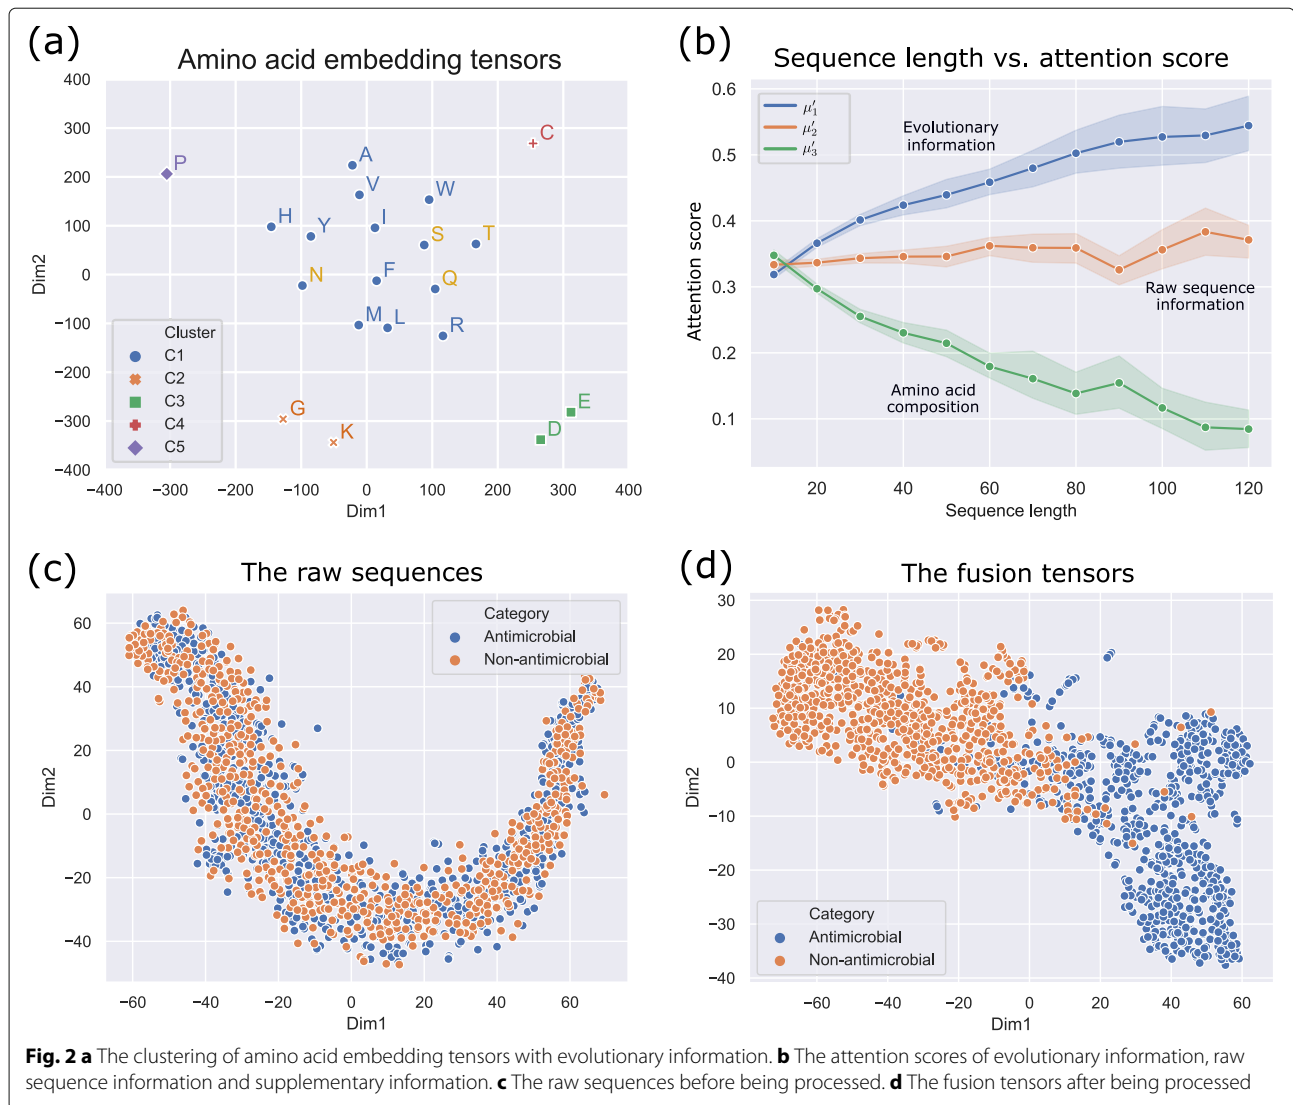 (a)
Amino acid embedding tensors
400
300
200
100
0
−100
−200
−300
−400
Dim2
−400 −300 −200 −100 0 100 200 300 400
Dim1
P
C
A
V
W
H
Y
I
S
T
N
F
Q
M
L
R
G
K
E
D
Cluster
C1
C2
C3
C4
C5
(b)
Sequence length vs. attention score
0.6
0.5
0.4
0.3
0.2
0.1
Attention score
μ′1
μ′2
μ′3
Evolutionary
information
Raw sequence
information
Amino acid
composition
20 40 60 80 100 120
Sequence length
(c)
The raw sequences
60
40
20
0
−20
−40
Dim2
Category
Antimicrobial
Non-antimicrobial
−60 −40 −20 0 20 40 60
Dim1
(d)
The fusion tensors
30
20
10
0
−10
−20
−30
−40
Dim2
Category
Antimicrobial
Non-antimicrobial
−60 −40 −20 0 20 40 60
Dim1
Fig. 2 a The clustering of amino acid embedding tensors with evolutionary information. b The attention scores of evolutionary information, raw
sequence information and supplementary information. c The raw sequences before being processed. d The fusion tensors after being processed